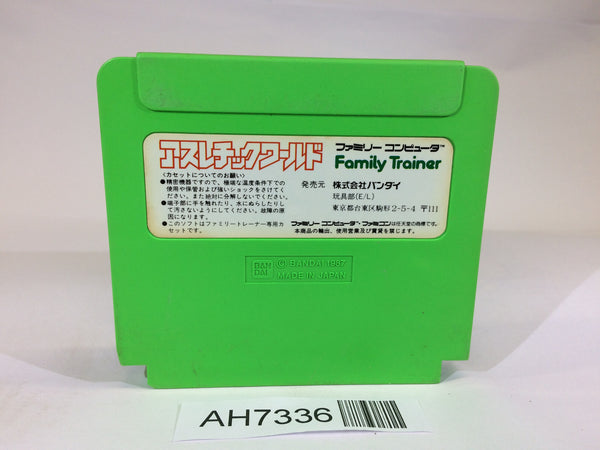 アスレチックワールド
ファミリー コンピュータ™
Family Trainer
〈カセットについてのお願い〉
●精密機器ですので、極端な温度条件下での
使用や保管および強いショックをさけてく
ださい。また絶対に分解しないでください。
●端子部に手を触れたり、水にぬらしたりし
て汚さないようにしてください。故障の原
因になります。
●このソフトはファミリートレーナー専用カ
セットです。
発売元 株式会社バンダイ
玩具部(E/L)
東京都台東区駒形2-5-4 〒111
ファミリー コンピュータ・ファミコンは任天堂の商標です。
本商品の輸出、使用営業及び賃貸を禁じます。
BAN
DAI
© BANDAI 1987
MADE IN JAPAN
AH7336